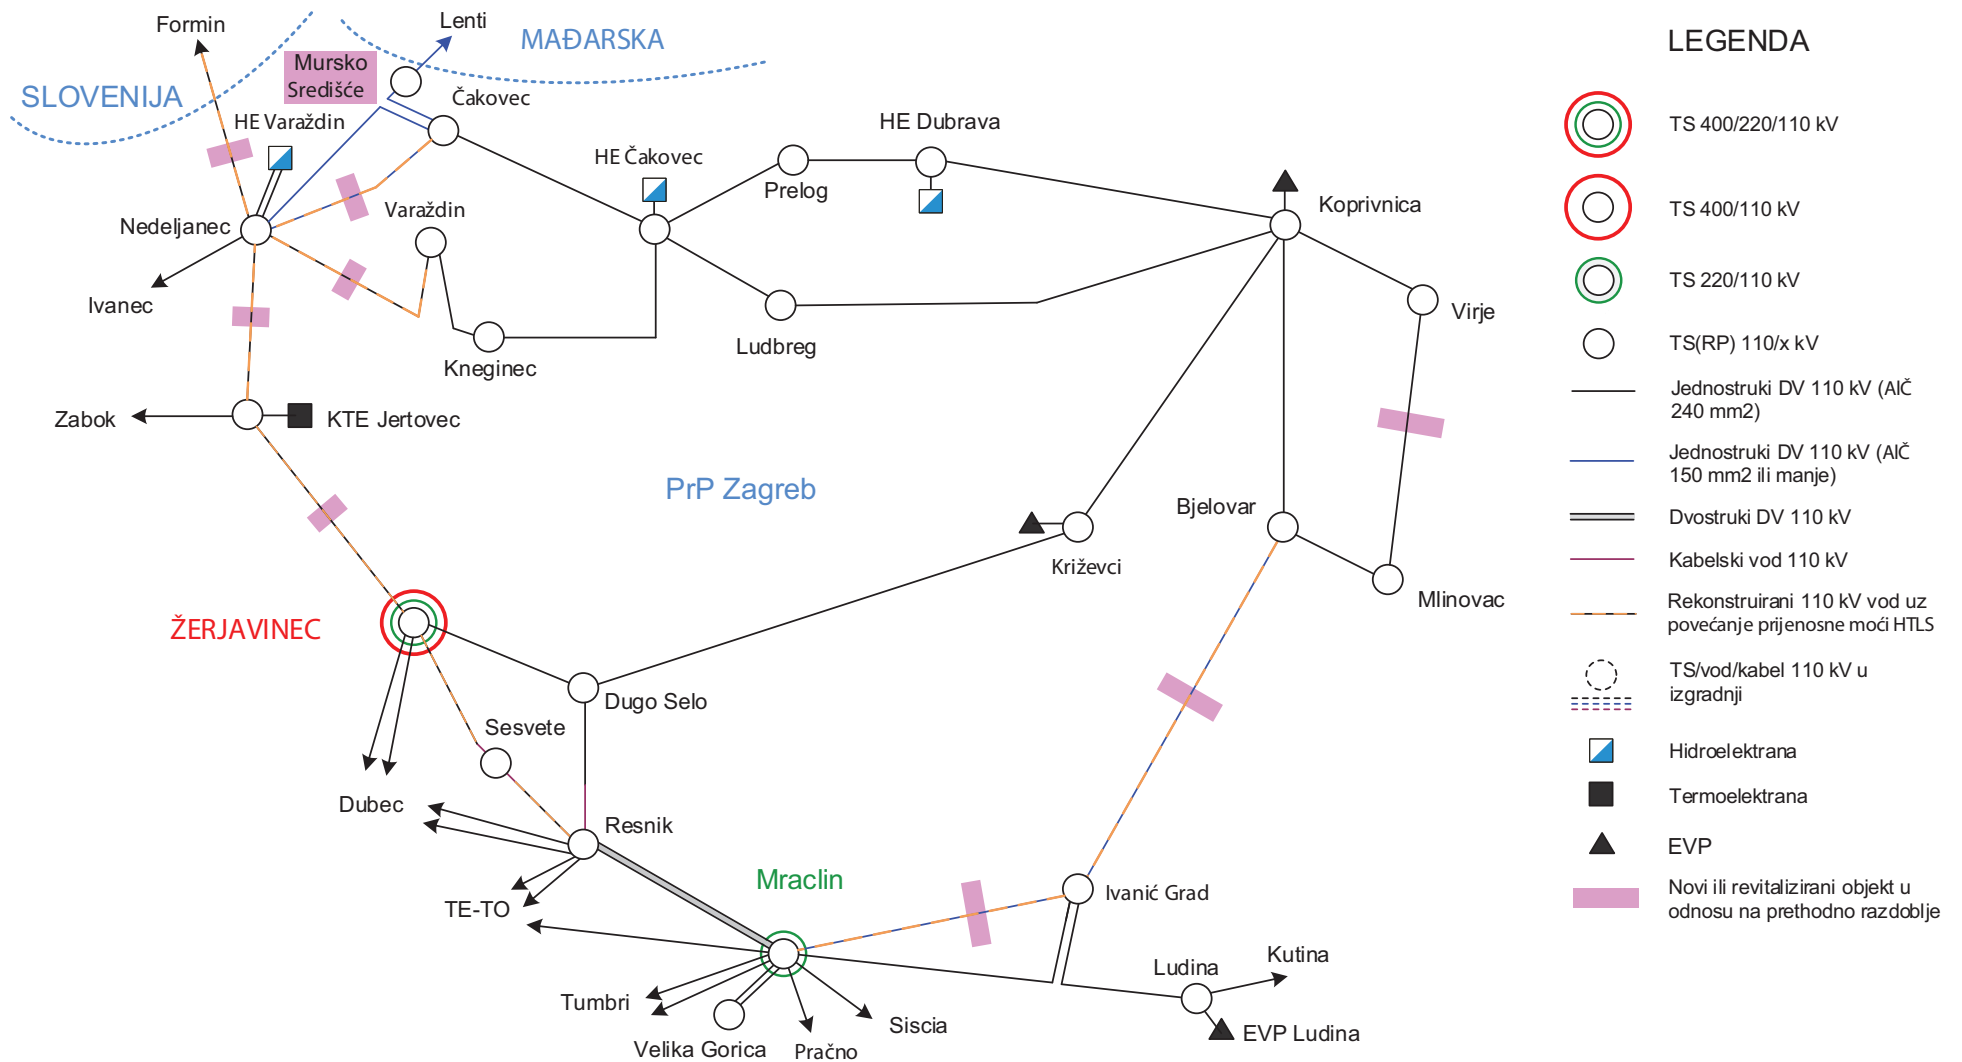 Formin
Lenti
MAĐARSKA
LEGENDA
Mursko
Središće
SLOVENIJA
Čakovec
HE Varaždin
HE Dubrava
TS 400/220/110 kV
HE Čakovec
Prelog
Varaždin
Koprivnica
TS 400/110 kV
Nedeljanec
TS 220/110 kV
Ivanec
Virje
Ludbreg
TS(RP) 110/x kV
Kneginec
Jednostruki DV 110 kV (AlČ
240 mm2)
Zabok
KTE Jertovec
Jednostruki DV 110 kV (AlČ
150 mm2 ili manje)
PrP Zagreb
Bjelovar
Dvostruki DV 110 kV
Križevci
Kabelski vod 110 kV
Mlinovac
Rekonstruirani 110 kV vod uz
povećanje prijenosne moći HTLS
ŽERJAVINEC
TS/vod/kabel 110 kV u
izgradnji
Dugo Selo
Sesvete
Hidroelektrana
Dubec
Termoelektrana
Resnik
EVP
Mraclin
Ivanić Grad
Novi ili revitalizirani objekt u
odnosu na prethodno razdoblje
TE-TO
Kutina
Ludina
Tumbri
Siscia
EVP Ludina
Velika Gorica
Pračno